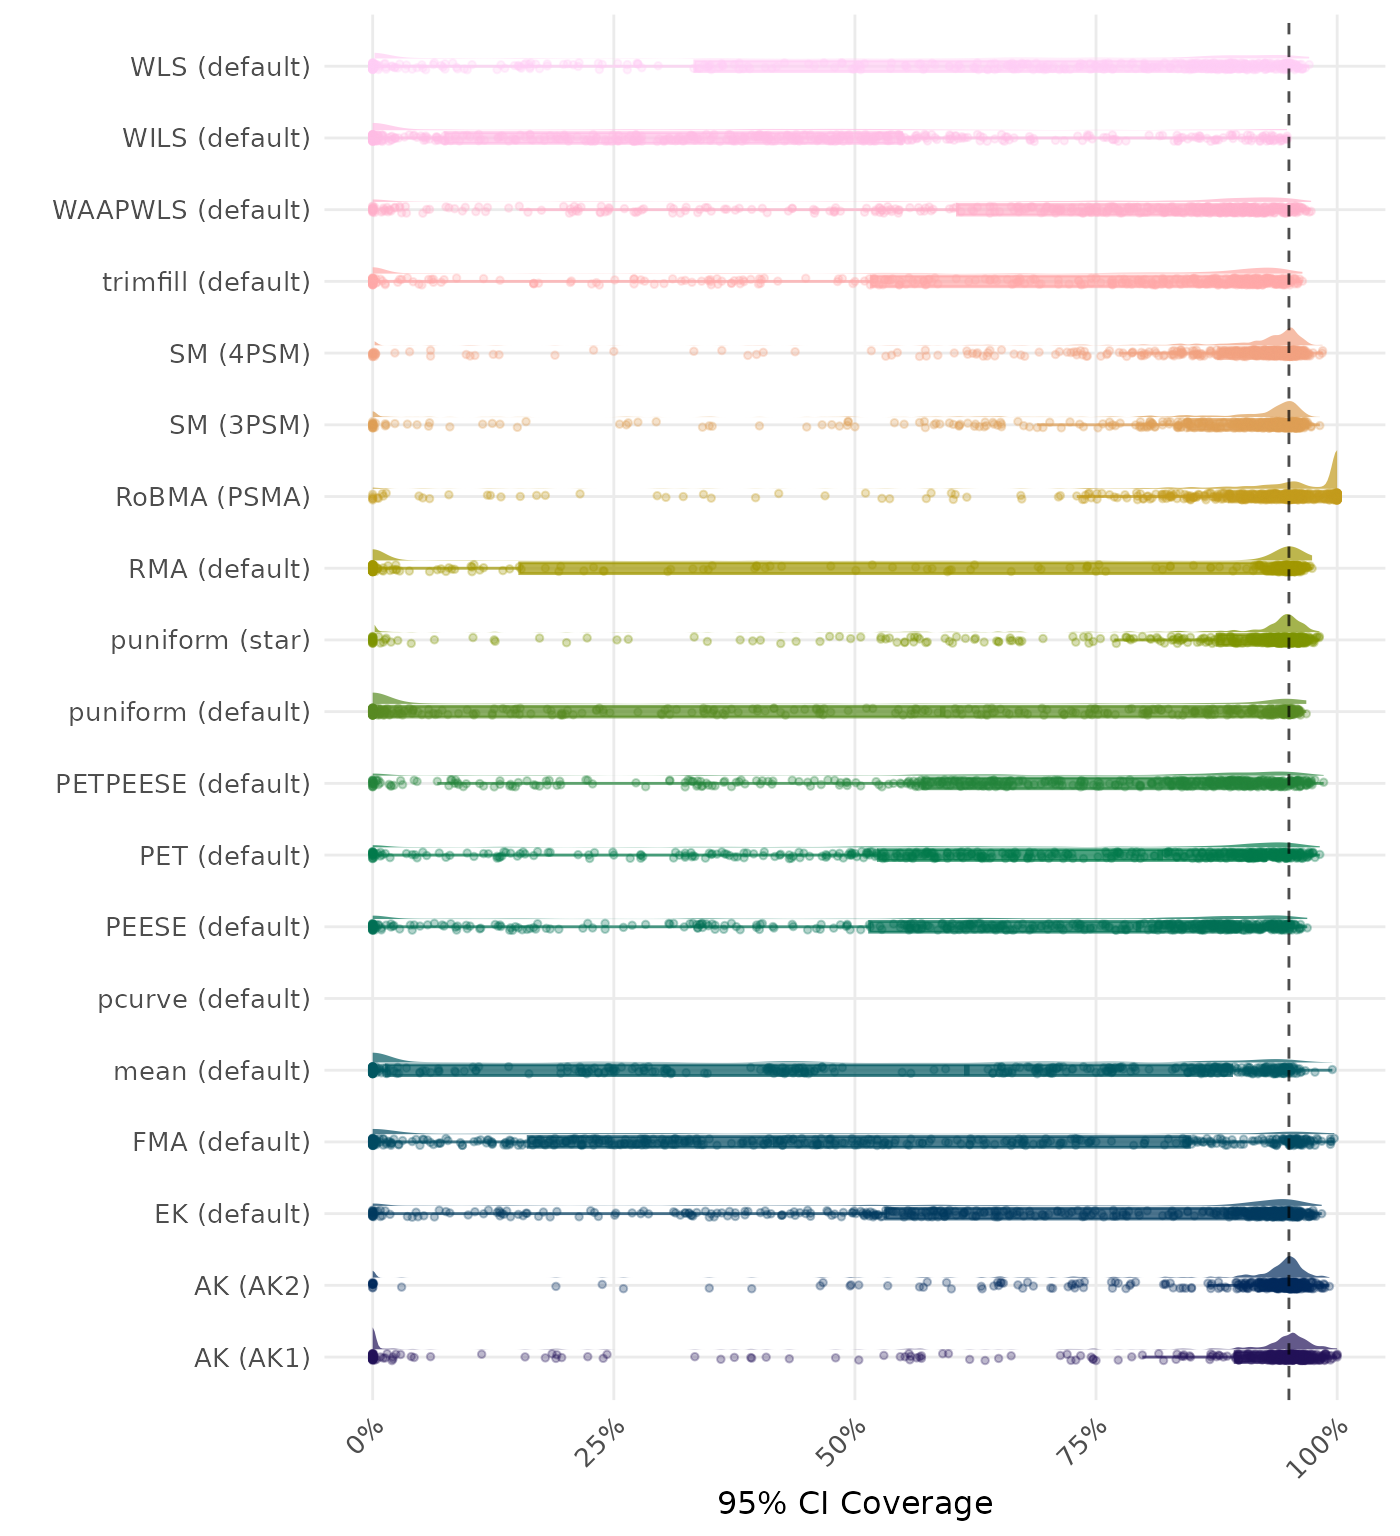 WLS (default)
WILS (default)
WAAPWLS (default)
trimfill (default)
SM (4PSM)
SM (3PSM)
RoBMA (PSMA)
RMA (default)
puniform (star)
puniform (default)
PETPEESE (default)
PET (default)
PEESE (default)
pcurve (default)
mean (default)
FMA (default)
EK (default)
AK (AK2)
AK (AK1)
0%
25%
50%
75%
100%
95% CI Coverage